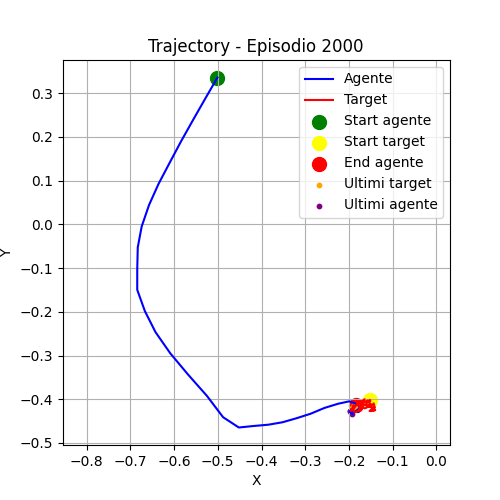 Trajectory - Episodio 2000
Agente
Target
Start agente
Start target
End agente
Ultimi target
Ultimi agente
0.3
0.2
0.1
0.0
−0.1
−0.2
−0.3
−0.4
−0.5
Y
−0.8 −0.7 −0.6 −0.5 −0.4 −0.3 −0.2 −0.1 0.0
X